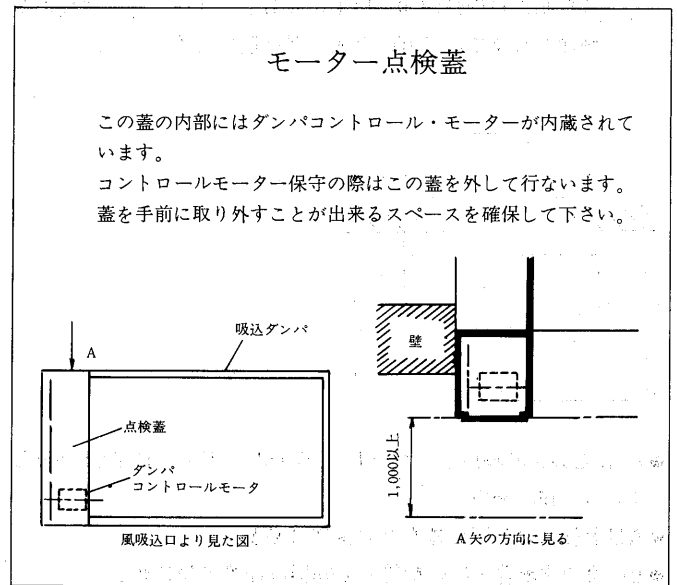 モーター点検蓋
この蓋の内部にはダンパコントロール・モーターが内蔵されて
います。
コントロールモーター保守の際はこの蓋を外して行ないます。
蓋を手前に取り外すことが出来るスペースを確保して下さい。
吸込ダンパ
A
点検蓋
ダンパ
コントロールモータ
風吸込口より見た図
壁
1,000以上
A矢の方向に見る